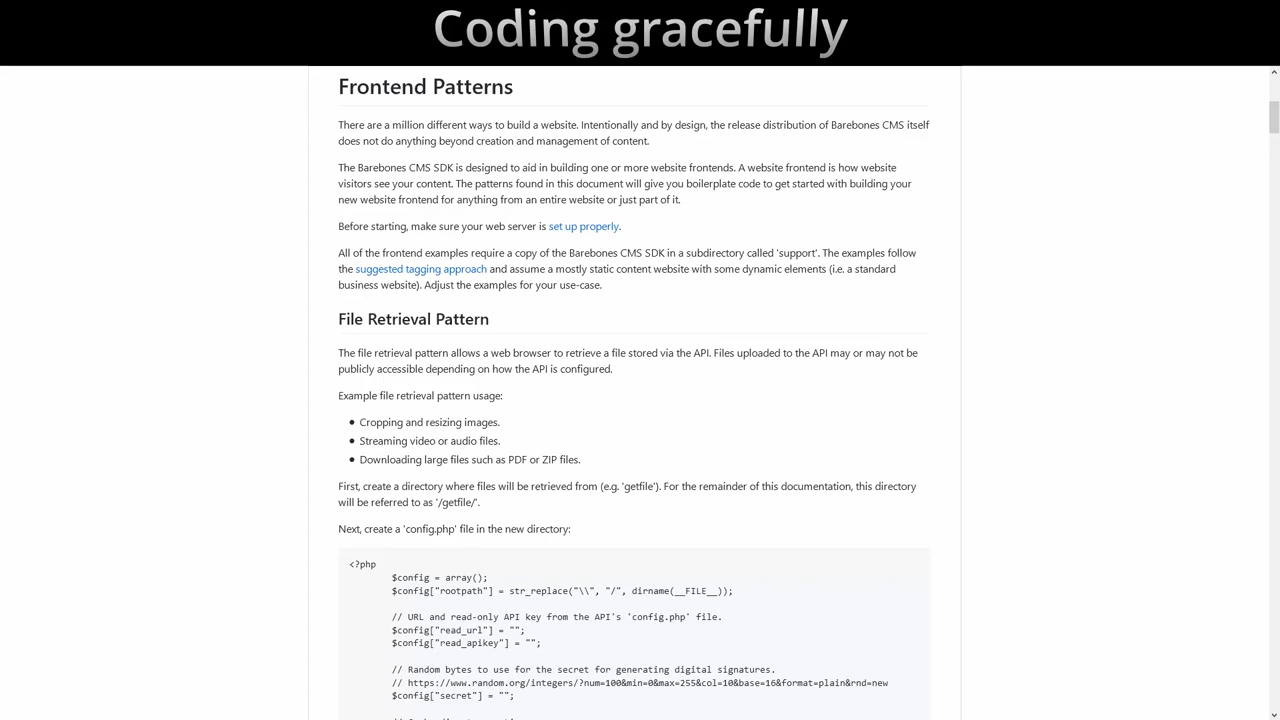 Coding gracefully
Frontend Patterns
There are a million different ways to build a website. Intentionally and by design, the release distribution of Barebones CMS itself
does not do anything beyond creation and management of content.
The Barebones CMS SDK is designed to aid in building one or more website frontends. A website frontend is how website
visitors see your content. The patterns found in this document will give you boilerplate code to get started with building your
new website frontend for anything from an entire website or just part of it.
Before starting, make sure your web server is set up properly.
All of the frontend examples require a copy of the Barebones CMS SDK in a subdirectory called 'support'. The examples follow
the suggested tagging approach and assume a mostly static content website with some dynamic elements (i.e. a standard
business website). Adjust the examples for your use-case.
File Retrieval Pattern
The file retrieval pattern allows a web browser to retrieve a file stored via the API. Files uploaded to the API may or may not be
publicly accessible depending on how the API is configured.
Example file retrieval pattern usage:
• Cropping and resizing images.
• Streaming video or audio files.
• Downloading large files such as PDF or ZIP files.
First, create a directory where files will be retrieved from (e.g. 'getfile'). For the remainder of this documentation, this directory
will be referred to as '/getfile/'.
Next, create a 'config.php' file in the new directory:
<?php
$config = array();
$config["rootpath"] = str_replace("\\", "/", dirname(__FILE__));
// URL and read-only API key from the API's 'config.php' file.
$config["read_url"] = "";
$config["read_apikey"] = "";
// Random bytes to use for the secret for generating digital signatures.
// https://www.random.org/integers/?num=100&min=0&max=255&col=10&base=16&format=plain&rnd=new
$config["secret"] = "";